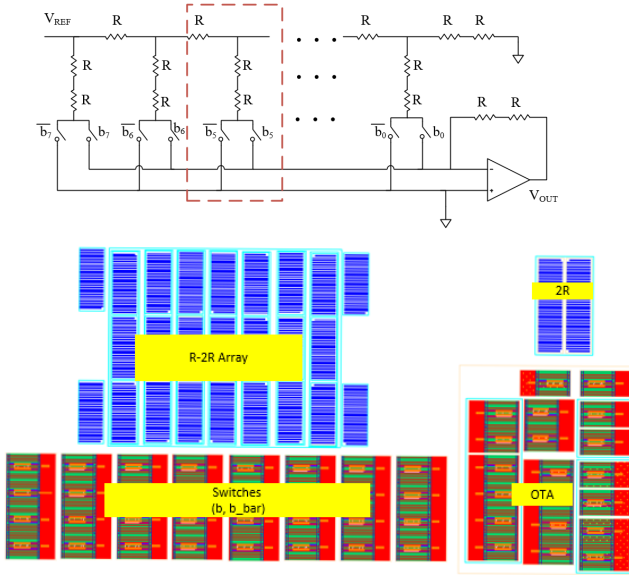 V_REF
R R R R R
R R R R
R R R R R R
b̅7 b7 b̅6 b6 b̅5 b5 b̅0 b0
-
+
V_OUT
2R
R-2R Array
Switches
(b, b_bar)
OTA